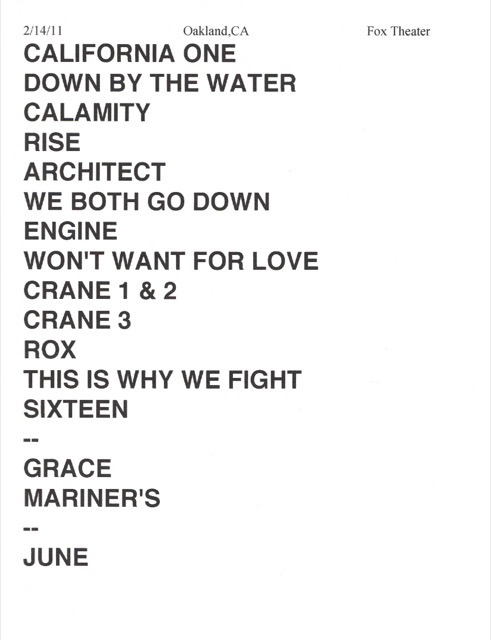 2/14/11 Oakland,CA Fox Theater
CALIFORNIA ONE
DOWN BY THE WATER
CALAMITY
RISE
ARCHITECT
WE BOTH GO DOWN
ENGINE
WON'T WANT FOR LOVE
CRANE 1 & 2
CRANE 3
ROX
THIS IS WHY WE FIGHT
SIXTEEN
--
GRACE
MARINER'S
--
JUNE